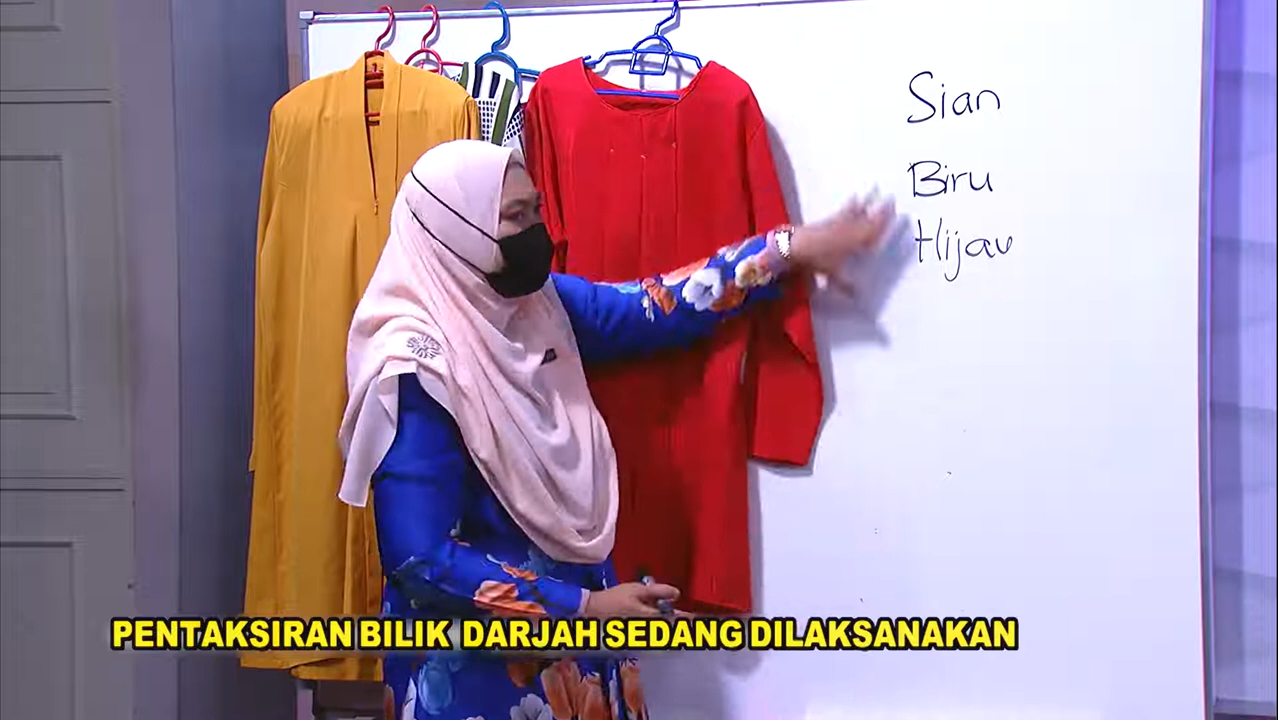 Sian
Biru
Hijau
PENTAKSIRAN BILIK DARJAH SEDANG DILAKSANAKAN